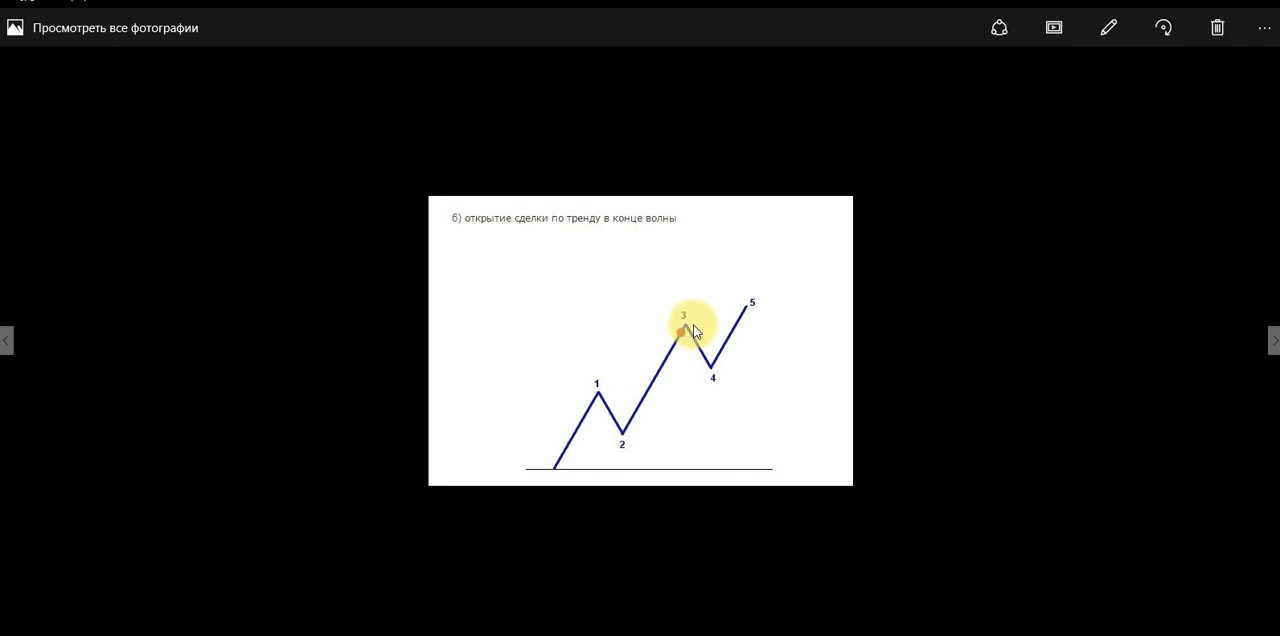 Просмотреть все фотографии
б) открытие сделки по тренду в конце волны
5
3
4
1
2